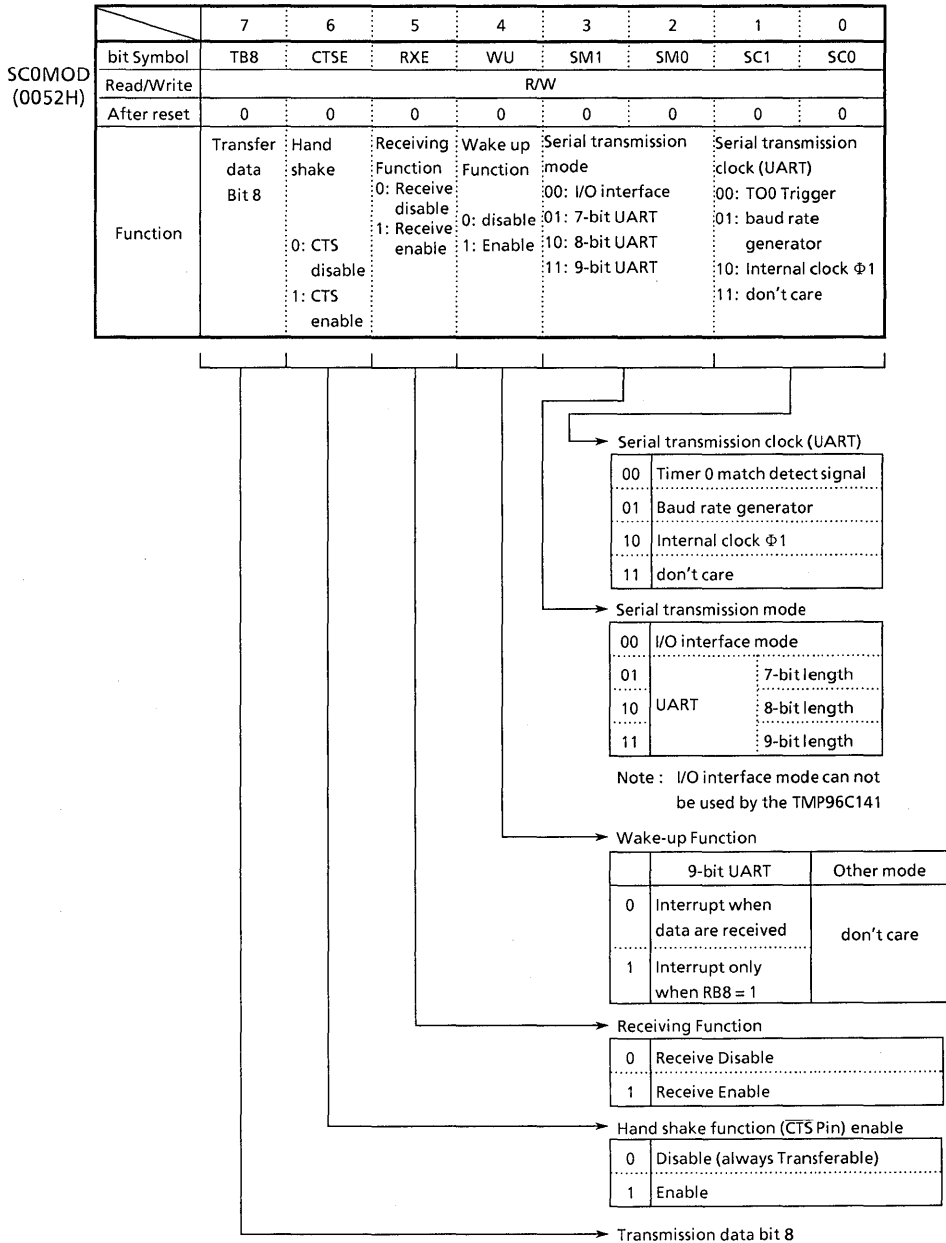 7 6 5 4 3 2 1 0
SC0MOD
(0052H)
bit Symbol TB8 CTSE RXE WU SM1 SM0 SC1 SC0
Read/Write R/W
After reset 0 0 0 0 0 0 0 0
Function
Transfer
data
Bit 8
Hand
shake
0: CTS
disable
1: CTS
enable
Receiving
Function
0: Receive
disable
1: Receive
enable
Wake up
Function
0: disable
1: Enable
Serial transmission
mode
00: I/O interface
01: 7-bit UART
10: 8-bit UART
11: 9-bit UART
Serial transmission
clock (UART)
00: TO0 Trigger
01: baud rate
generator
10: Internal clock Φ1
11: don't care
Serial transmission clock (UART)
00 Timer 0 match detect signal
01 Baud rate generator
10 Internal clock Φ1
11 don't care
Serial transmission mode
00 I/O interface mode
01 7-bit length
10 UART 8-bit length
11 9-bit length
Note : I/O interface mode can not
be used by the TMP96C141
Wake-up Function
9-bit UART Other mode
0 Interrupt when
data are received
don't care
1 Interrupt only
when RB8 = 1
Receiving Function
0 Receive Disable
1 Receive Enable
Hand shake function (C̅T̅S̅ Pin) enable
0 Disable (always Transferable)
1 Enable
Transmission data bit 8